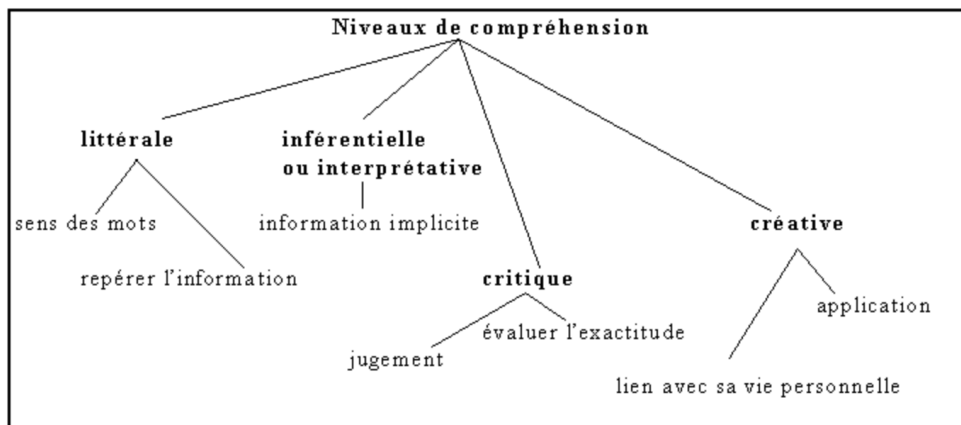 Niveaux de compréhension
littérale
inférentielle
ou interprétative
sens des mots
information implicite
créative
repérer l'information
critique
application
évaluer l'exactitude
jugement
lien avec sa vie personnelle